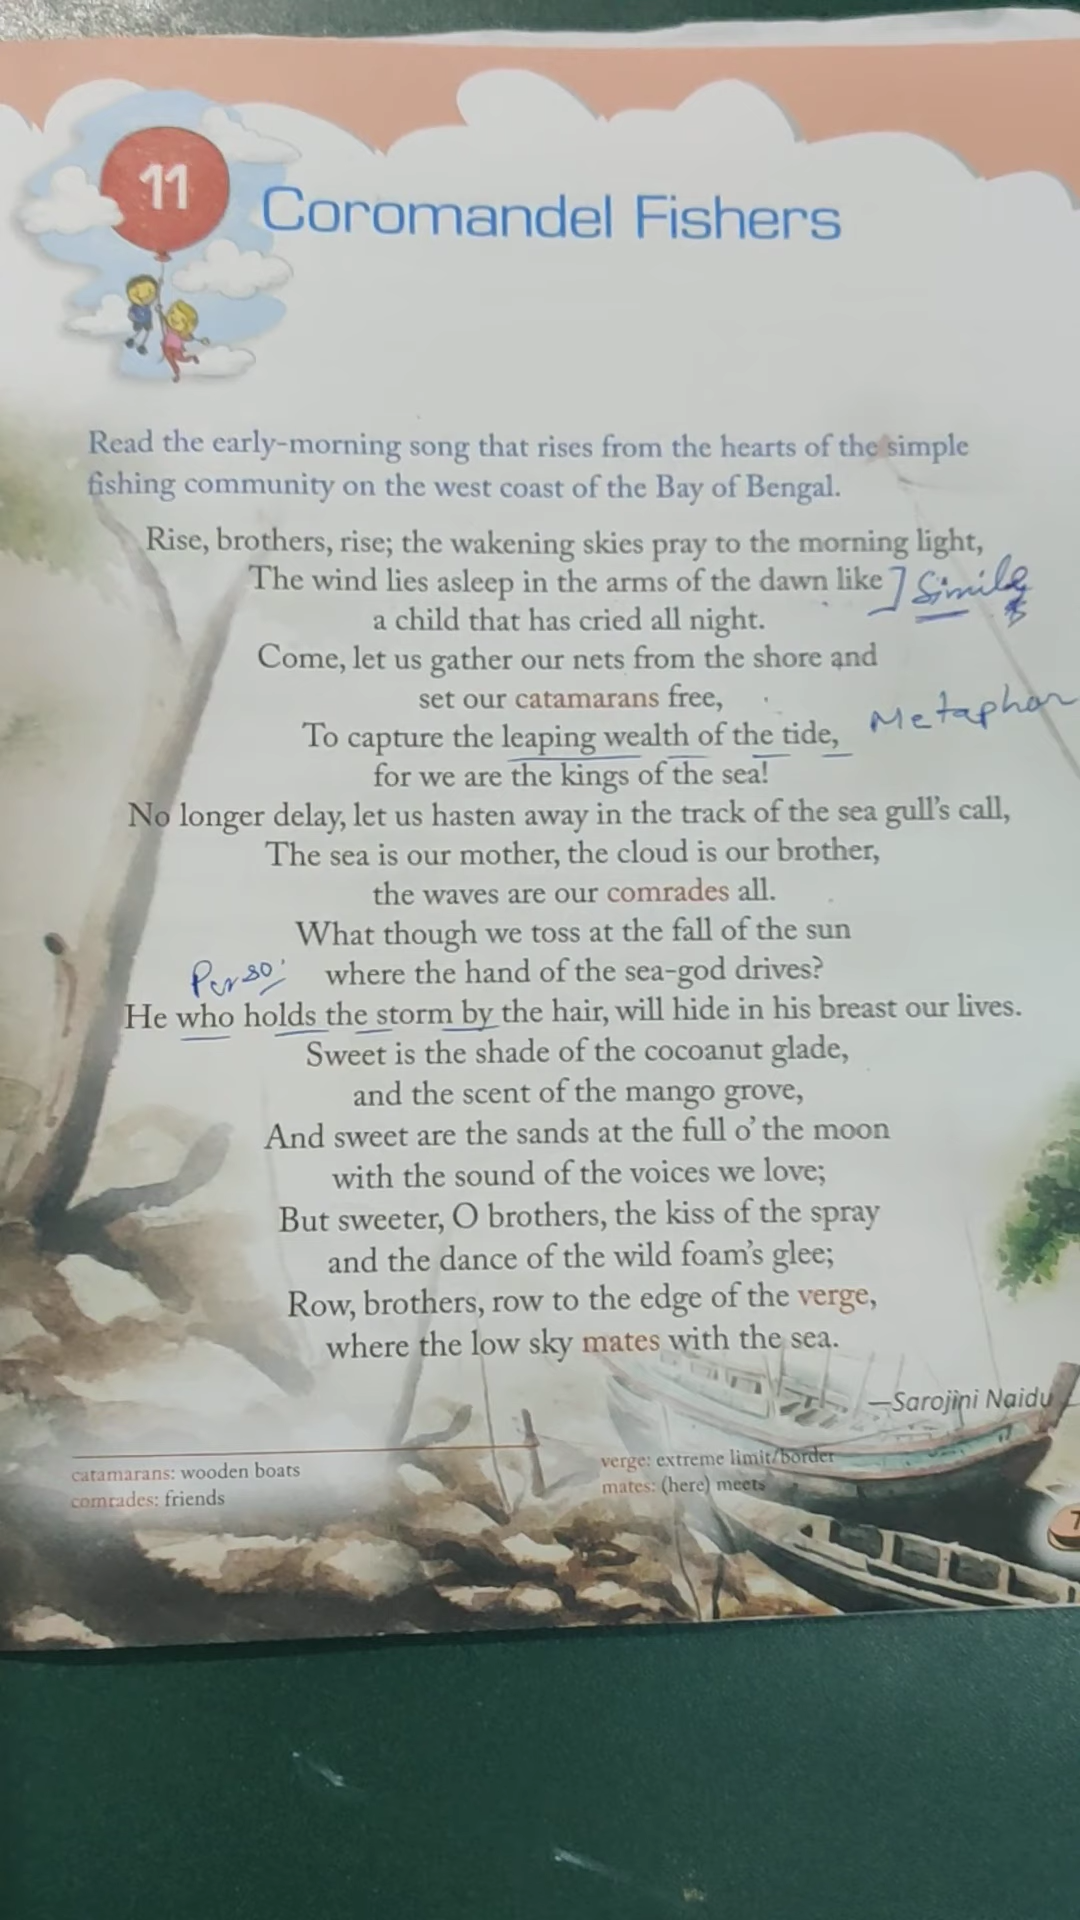 11
Coromandel Fishers
Read the early-morning song that rises from the hearts of the simple
fishing community on the west coast of the Bay of Bengal.
Rise, brothers, rise; the wakening skies pray to the morning light,
The wind lies asleep in the arms of the dawn like ] Simile
a child that has cried all night.
Come, let us gather our nets from the shore and
set our catamarans free,
Metaphor
To capture the leaping wealth of the tide,
for we are the kings of the sea!
No longer delay, let us hasten away in the track of the sea gull's call,
The sea is our mother, the cloud is our brother,
the waves are our comrades all.
What though we toss at the fall of the sun
Perso. where the hand of the sea-god drives?
He who holds the storm by the hair, will hide in his breast our lives.
Sweet is the shade of the cocoanut glade,
and the scent of the mango grove,
And sweet are the sands at the full o' the moon
with the sound of the voices we love;
But sweeter, O brothers, the kiss of the spray
and the dance of the wild foam's glee;
Row, brothers, row to the edge of the verge,
where the low sky mates with the sea.
—Sarojini Naidu
catamarans: wooden boats
comrades: friends
verge: extreme limit/border
mates: (here) meets
7